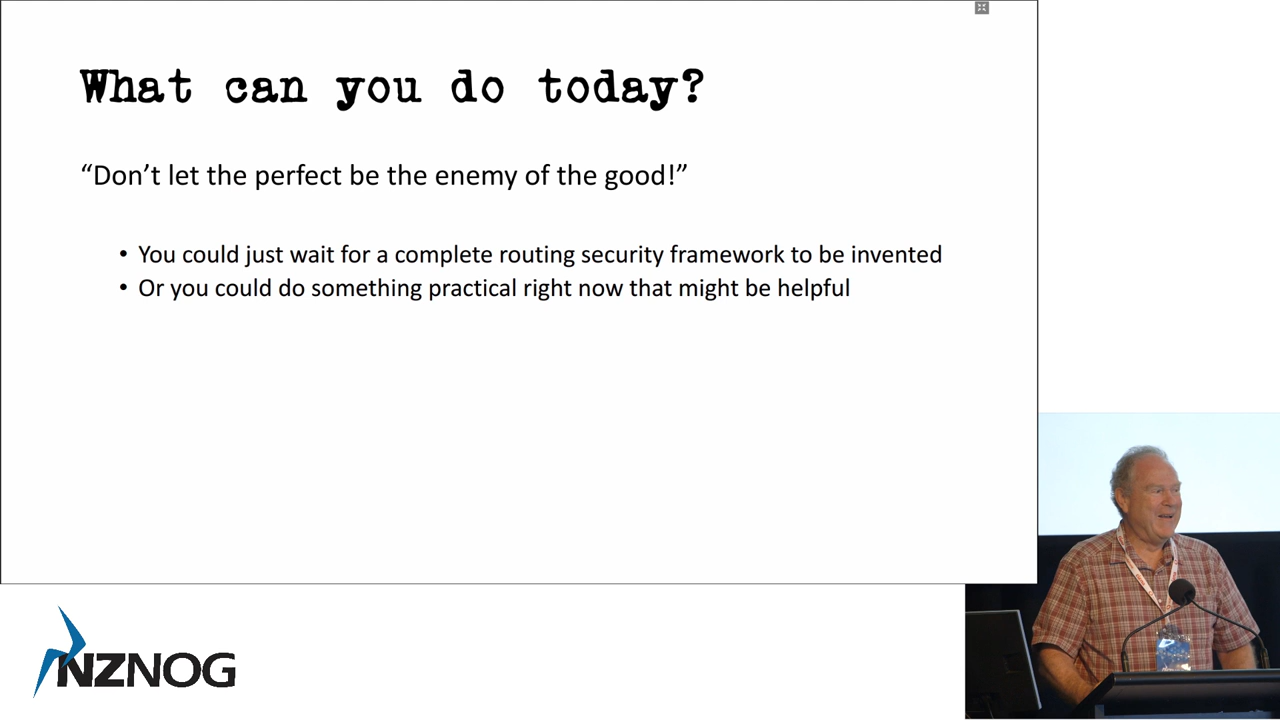 What can you do today?
“Don’t let the perfect be the enemy of the good!”
• You could just wait for a complete routing security framework to be invented
• Or you could do something practical right now that might be helpful
NZNOG